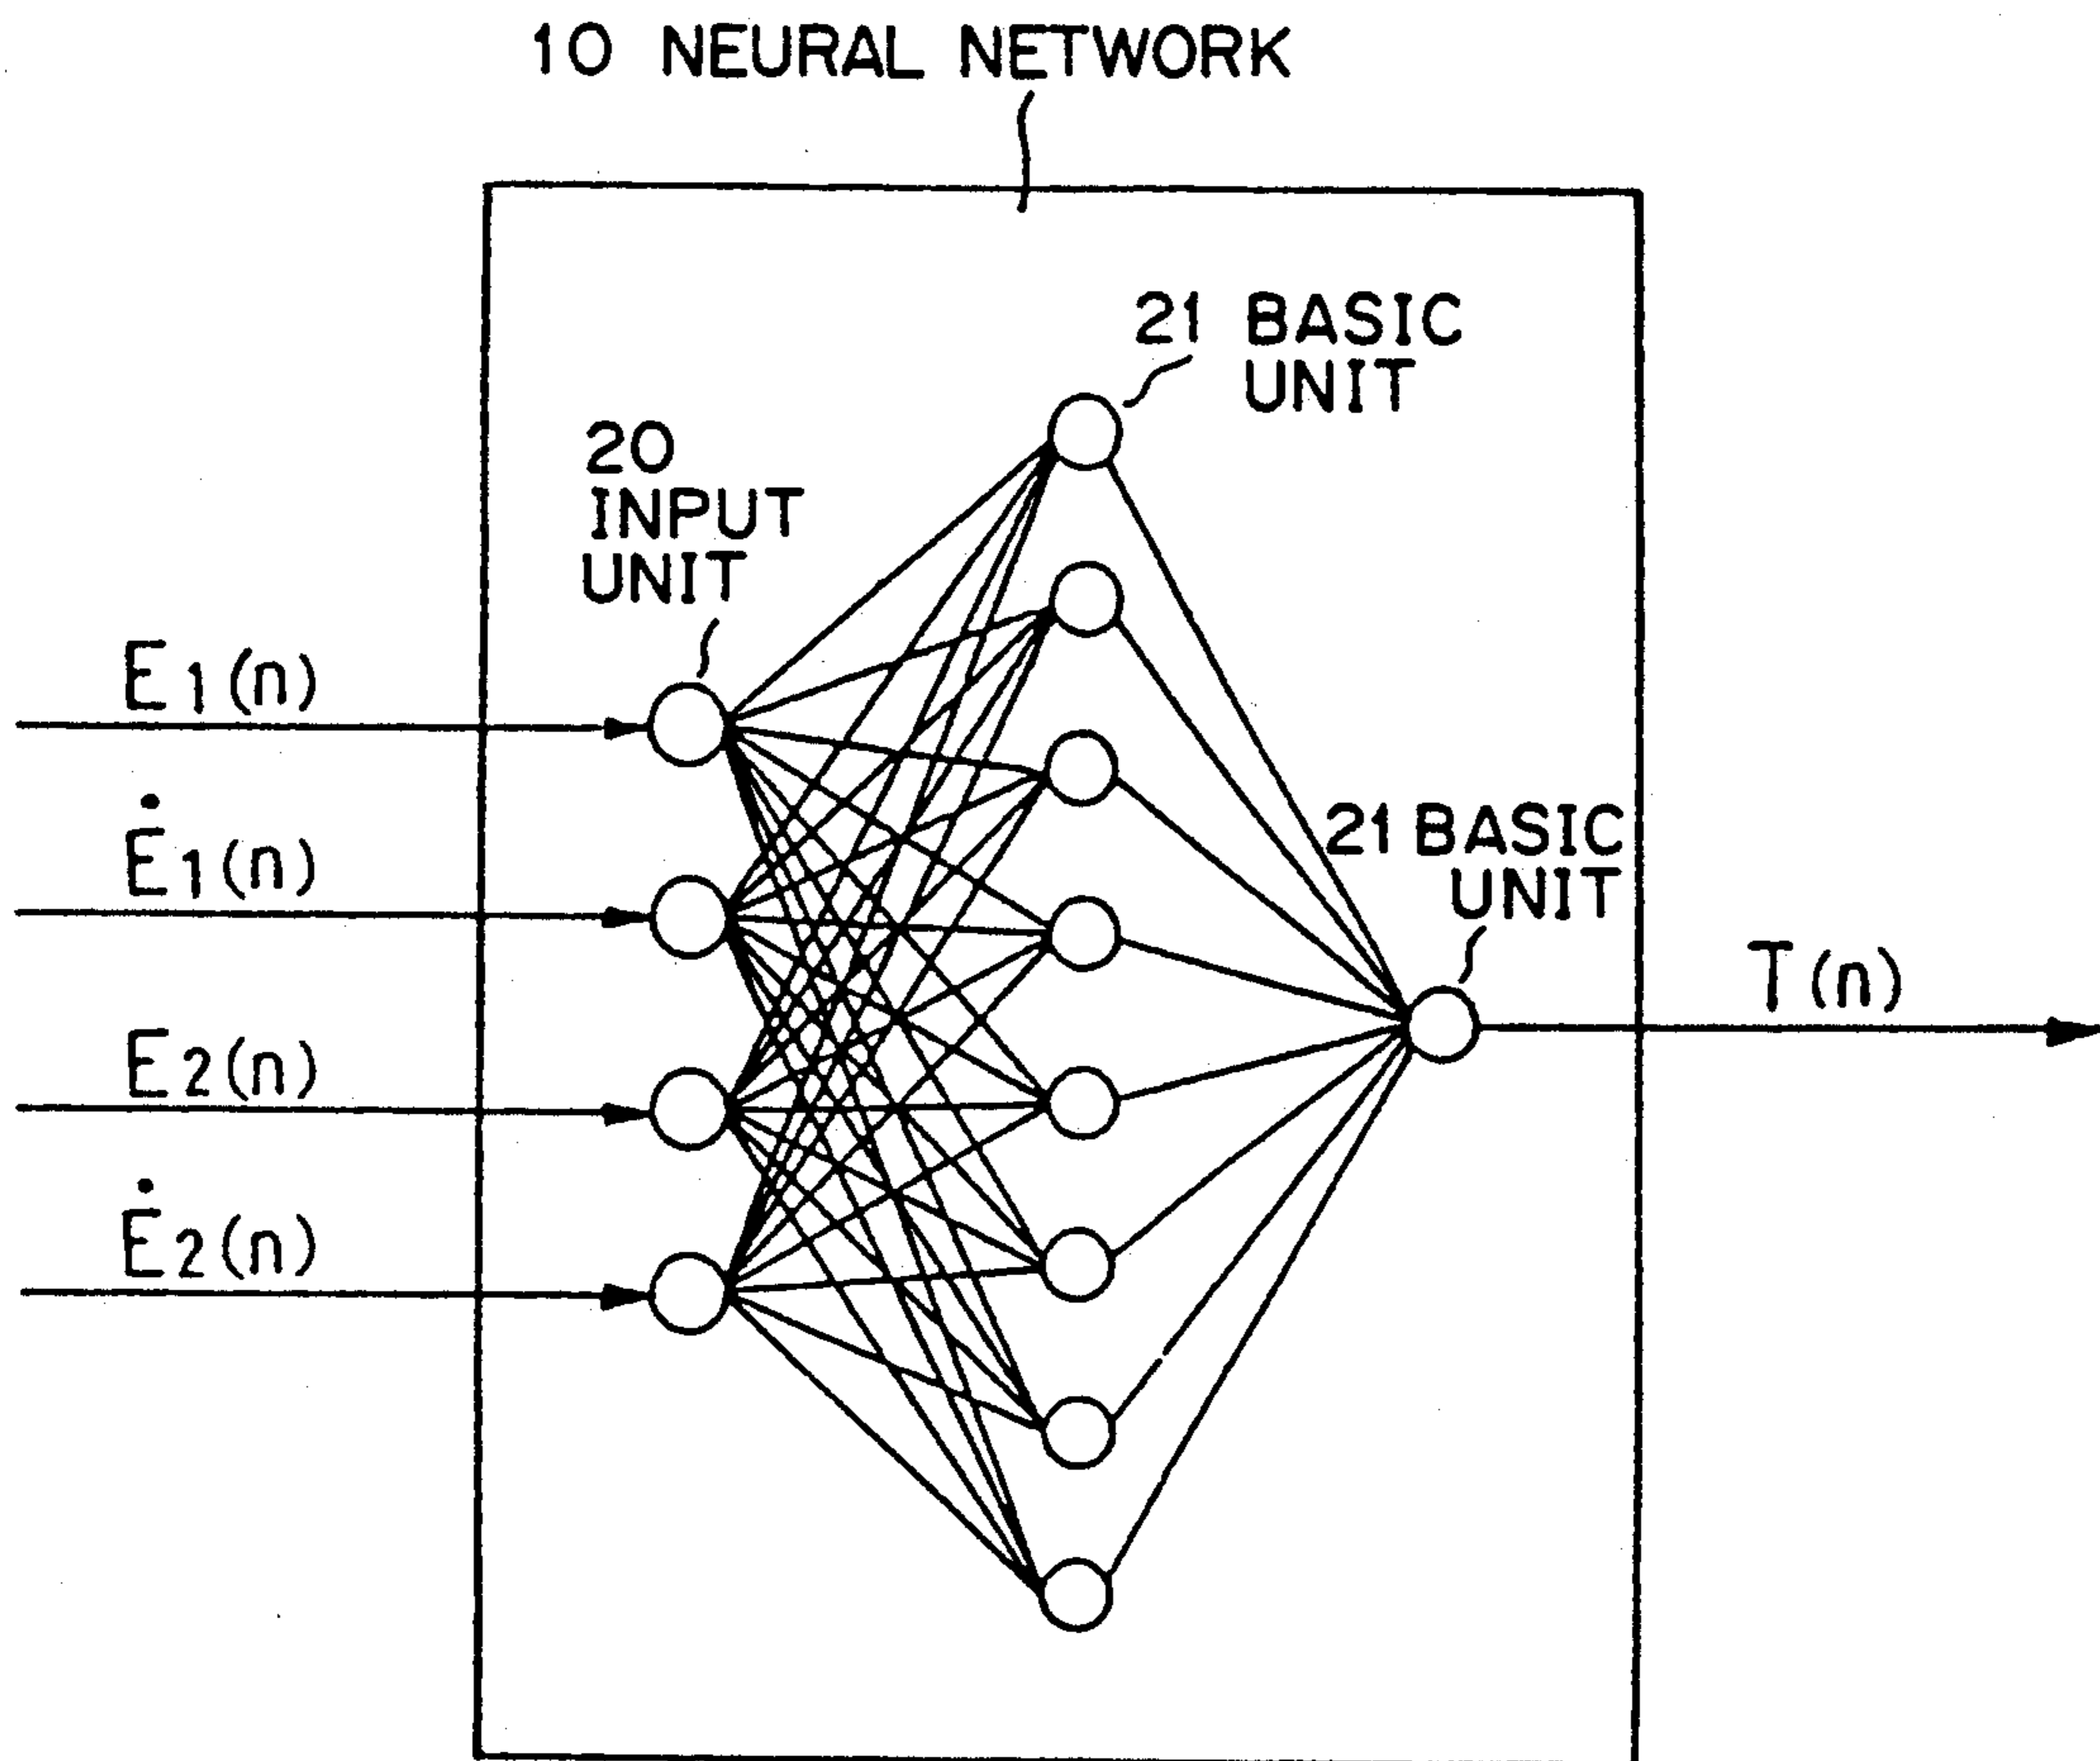 10 NEURAL NETWORK
21 BASIC
UNIT
20
INPUT
UNIT
E1(n)
Ė1(n)
21 BASIC
UNIT
T(n)
E2(n)
Ė2(n)